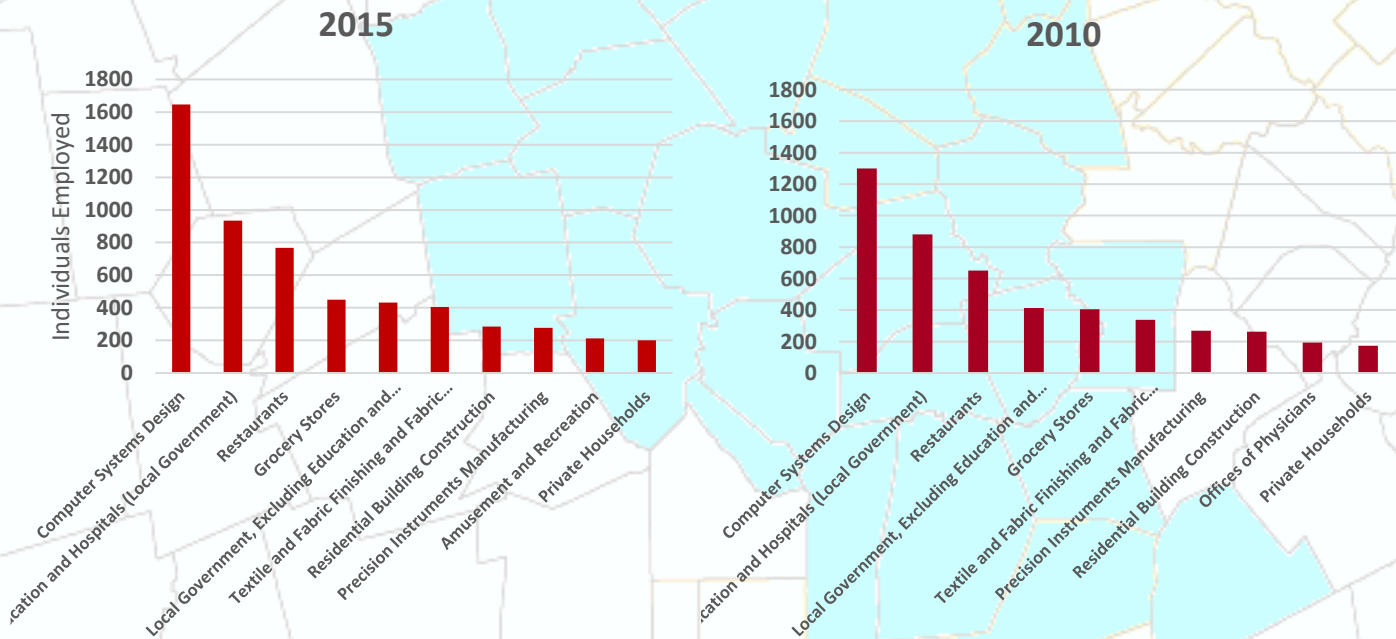 2015
Individuals Employed
1800
1600
1400
1200
1000
800
600
400
200
0
Computer Systems Design
and Hospitals (Local Government)
Restaurants
Grocery Stores
Local Government, Excluding Education and...
Textile and Fabric Finishing and Fabric...
Residential Building Construction
Precision Instruments Manufacturing
Amusement and Recreation
Private Households
2010
1800
1600
1400
1200
1000
800
600
400
200
0
Computer Systems Design
and Hospitals (Local Government)
Restaurants
Local Government, Excluding Education and...
Grocery Stores
Textile and Fabric Finishing and Fabric...
Precision Instruments Manufacturing
Residential Building Construction
Offices of Physicians
Private Households